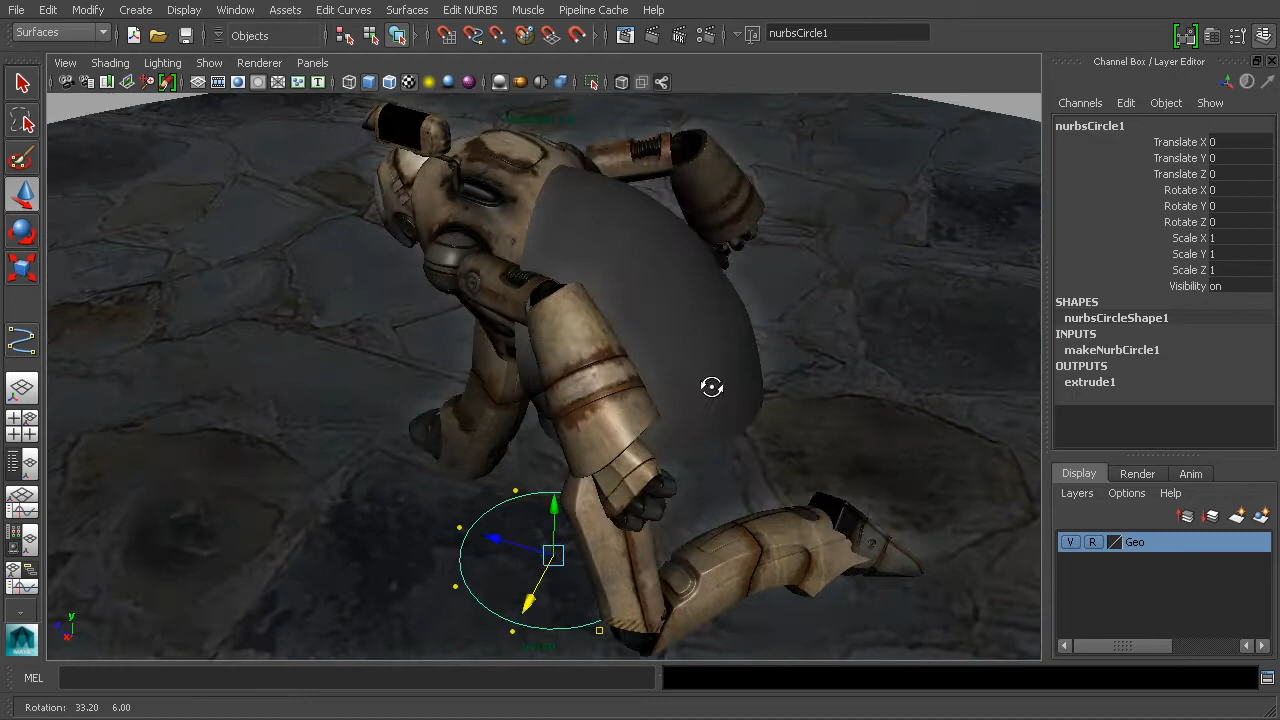 File Edit Modify Create Display Window Assets Edit Curves Surfaces Edit NURBS Muscle Pipeline Cache Help
Surfaces Objects nurbsCircle1
View Shading Lighting Show Renderer Panels
Channel Box / Layer Editor
Channels Edit Object Show
nurbsCircle1
Translate X 0
Translate Y 0
Translate Z 0
Rotate X 0
Rotate Y 0
Rotate Z 0
Scale X 1
Scale Y 1
Scale Z 1
Visibility on
SHAPES
nurbsCircleShape1
INPUTS
makeNurbCircle1
OUTPUTS
extrude1
Display Render Anim
Layers Options Help
V R Geo
y
x
MEL
Rotation: 33.20 6.00